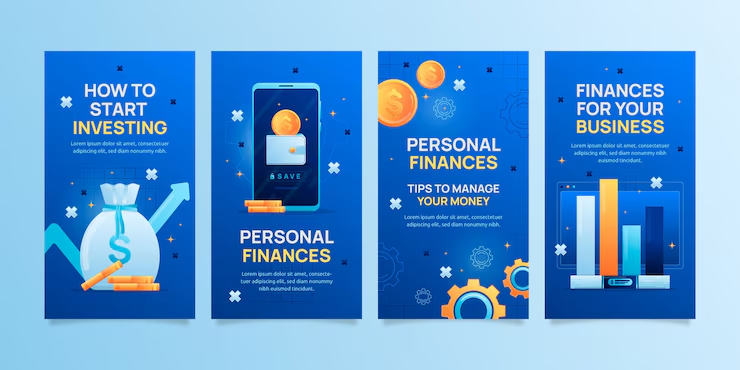 HOW TO
START
INVESTING
Lorem ipsum dolor sit amet, consectetuer
adipiscing elit, sed diam nonummy nibh.
$
$
SAVE
PERSONAL
FINANCES
Lorem ipsum dolor sit amet, consecte-
tuer adipiscing elit, sed diam
nonummy nibh.
$
$
PERSONAL
FINANCES
TIPS TO MANAGE
YOUR MONEY
Lorem ipsum dolor sit amet, consectetuer
adipiscing elit, sed diam nonummy nibh.
FINANCES
FOR YOUR
BUSINESS
Lorem ipsum dolor sit amet, consectetuer
adipiscing elit, sed diam nonummy nibh
euismod tincidunt.